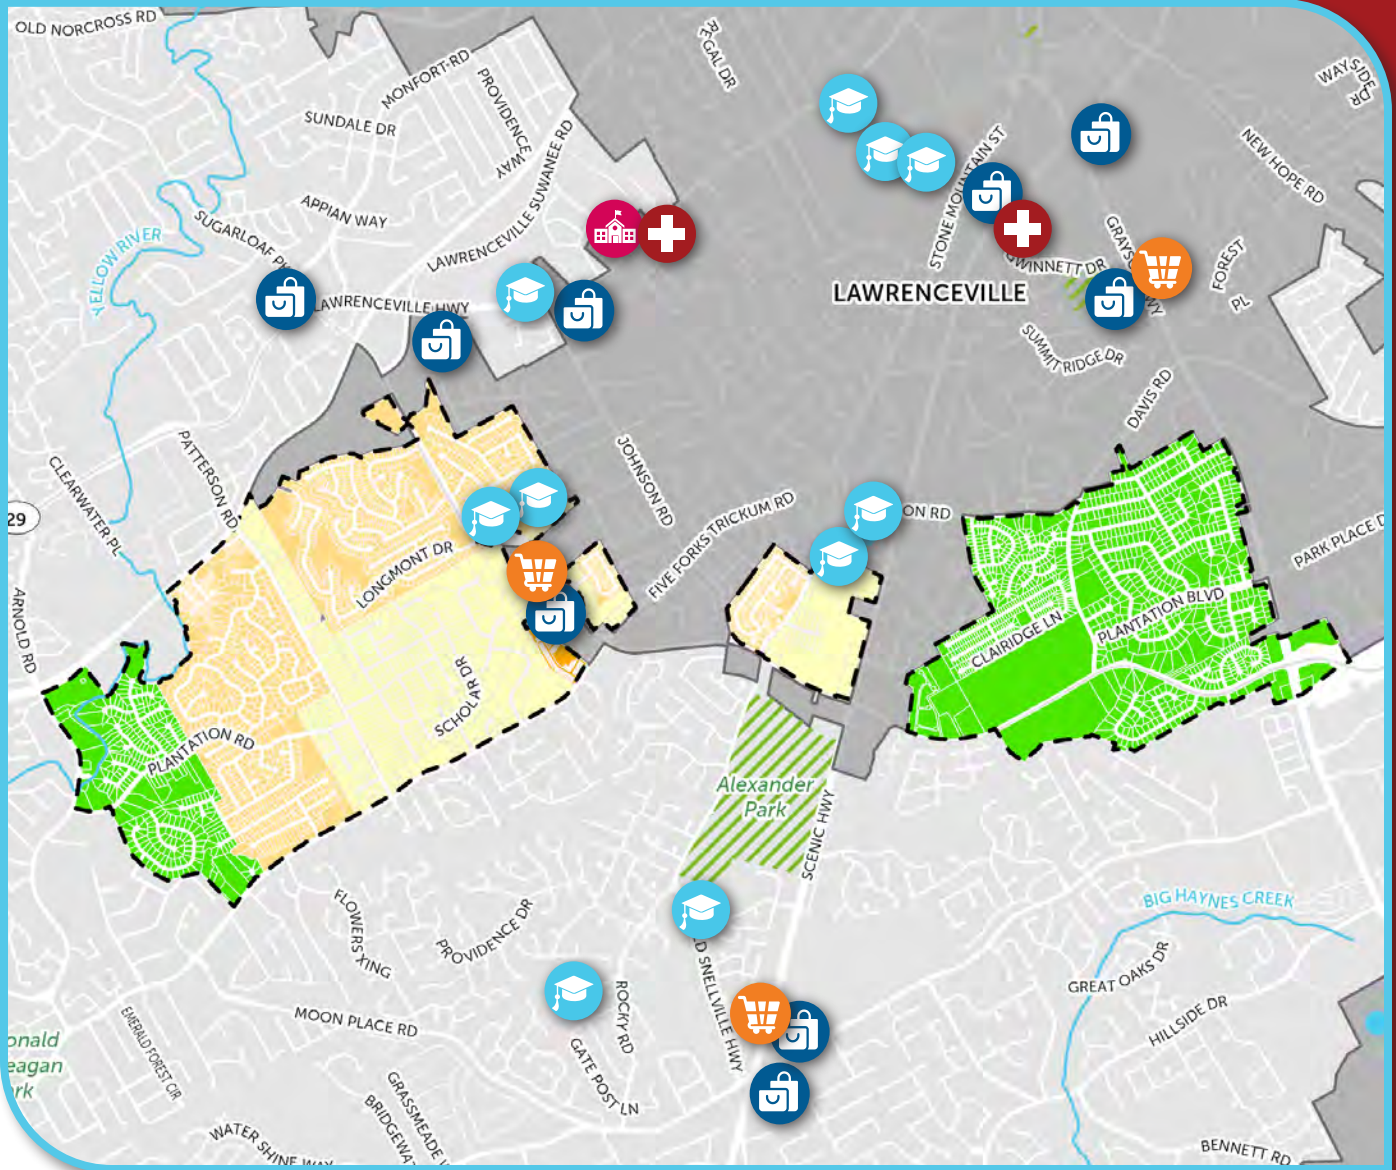 OLD NORCROSS RD
MONFORT RD
PROVIDENCE
WAY
SUNDALE DR
REGAL DR
WAYSIDE
DR
NEW HOPE RD
STONE MOUNTAIN ST
APPIAN WAY
LAWRENCEVILLE SUWANEE RD
SUGARLOAF PK
YELLOW RIVER
LAWRENCEVILLE HWY
GWINNETT DR
FOREST
PL
LAWRENCEVILLE
SUMMIT RIDGE DR
DAVIS RD
PATTERSON RD
CLEARWATER PL
29
JOHNSON RD
FIVE FORKS TRICKUM RD
ON RD
PARK PLACE D
LONGMONT DR
ARNOLD RD
PLANTATION BLVD
CLAIRIDGE LN
SCHOLAR DR
PLANTATION RD
Alexander
Park
SCENIC HWY
FLOWERS
XING
PROVIDENCE DR
BIG HAYNES CREEK
D SNELLVILLE HWY
GREAT OAKS DR
HILLSIDE DR
ROCKY RD
MOON PLACE RD
EMERALD FOREST CIR
GATE POST LN
onald
eagan
rk
GRASSMEADE
BRIDGEWA
WATER SHINE WAY
BENNETT RD